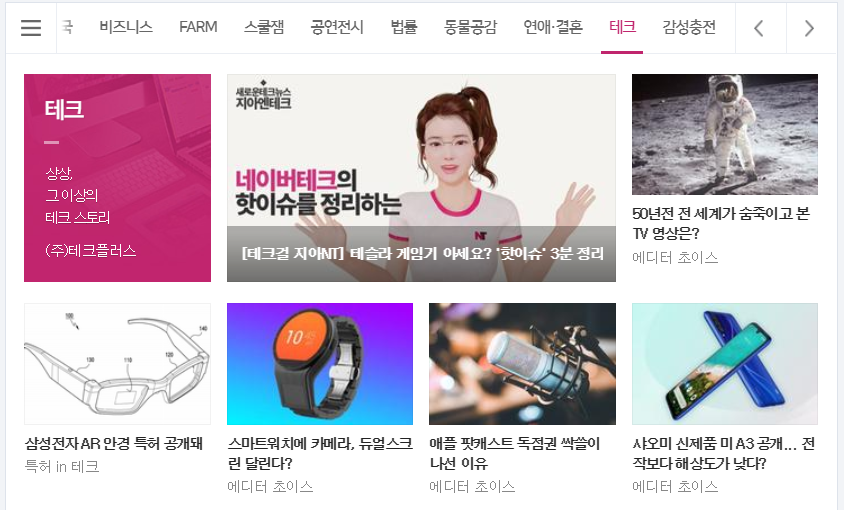 비즈니스 FARM 스쿨잼 공연전시 법률 동물공감 연애·결혼 테크 감성충전
테크
상상,
그 이상의
테크 스토리
(주)테크플러스
새로운테크뉴스
지아엔테크
네이버테크의
핫이슈를 정리하는
NT
[테크걸 지아NT] 테슬라 게임기 아세요? '핫이슈' 3분 정리
50년전 전 세계가 숨죽이고 본
TV 영상은?
에디터 초이스
100
140
130
110
120
삼성전자 AR 안경 특허 공개돼
특허 in 테크
10
스마트워치에 카메라, 듀얼스크
린 달린다?
에디터 초이스
애플 팟캐스트 독점권 싹쓸이
나선 이유
에디터 초이스
샤오미 신제품 미 A3 공개... 전
작보다 해상도가 낮다?
에디터 초이스